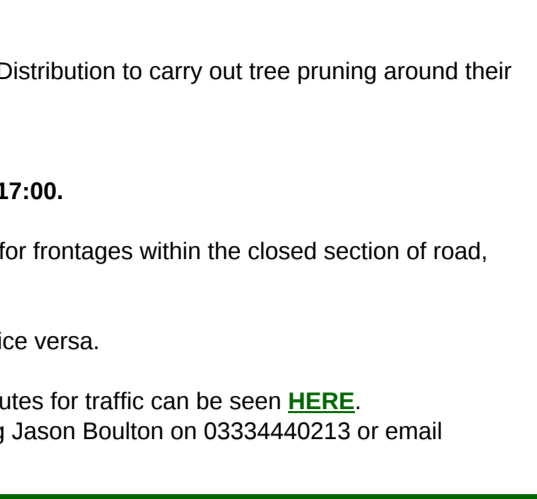 Distribution to carry out tree pruning around their
17:00.
for frontages within the closed section of road,
ice versa.
utes for traffic can be seen HERE.
g Jason Boulton on 03334440213 or email